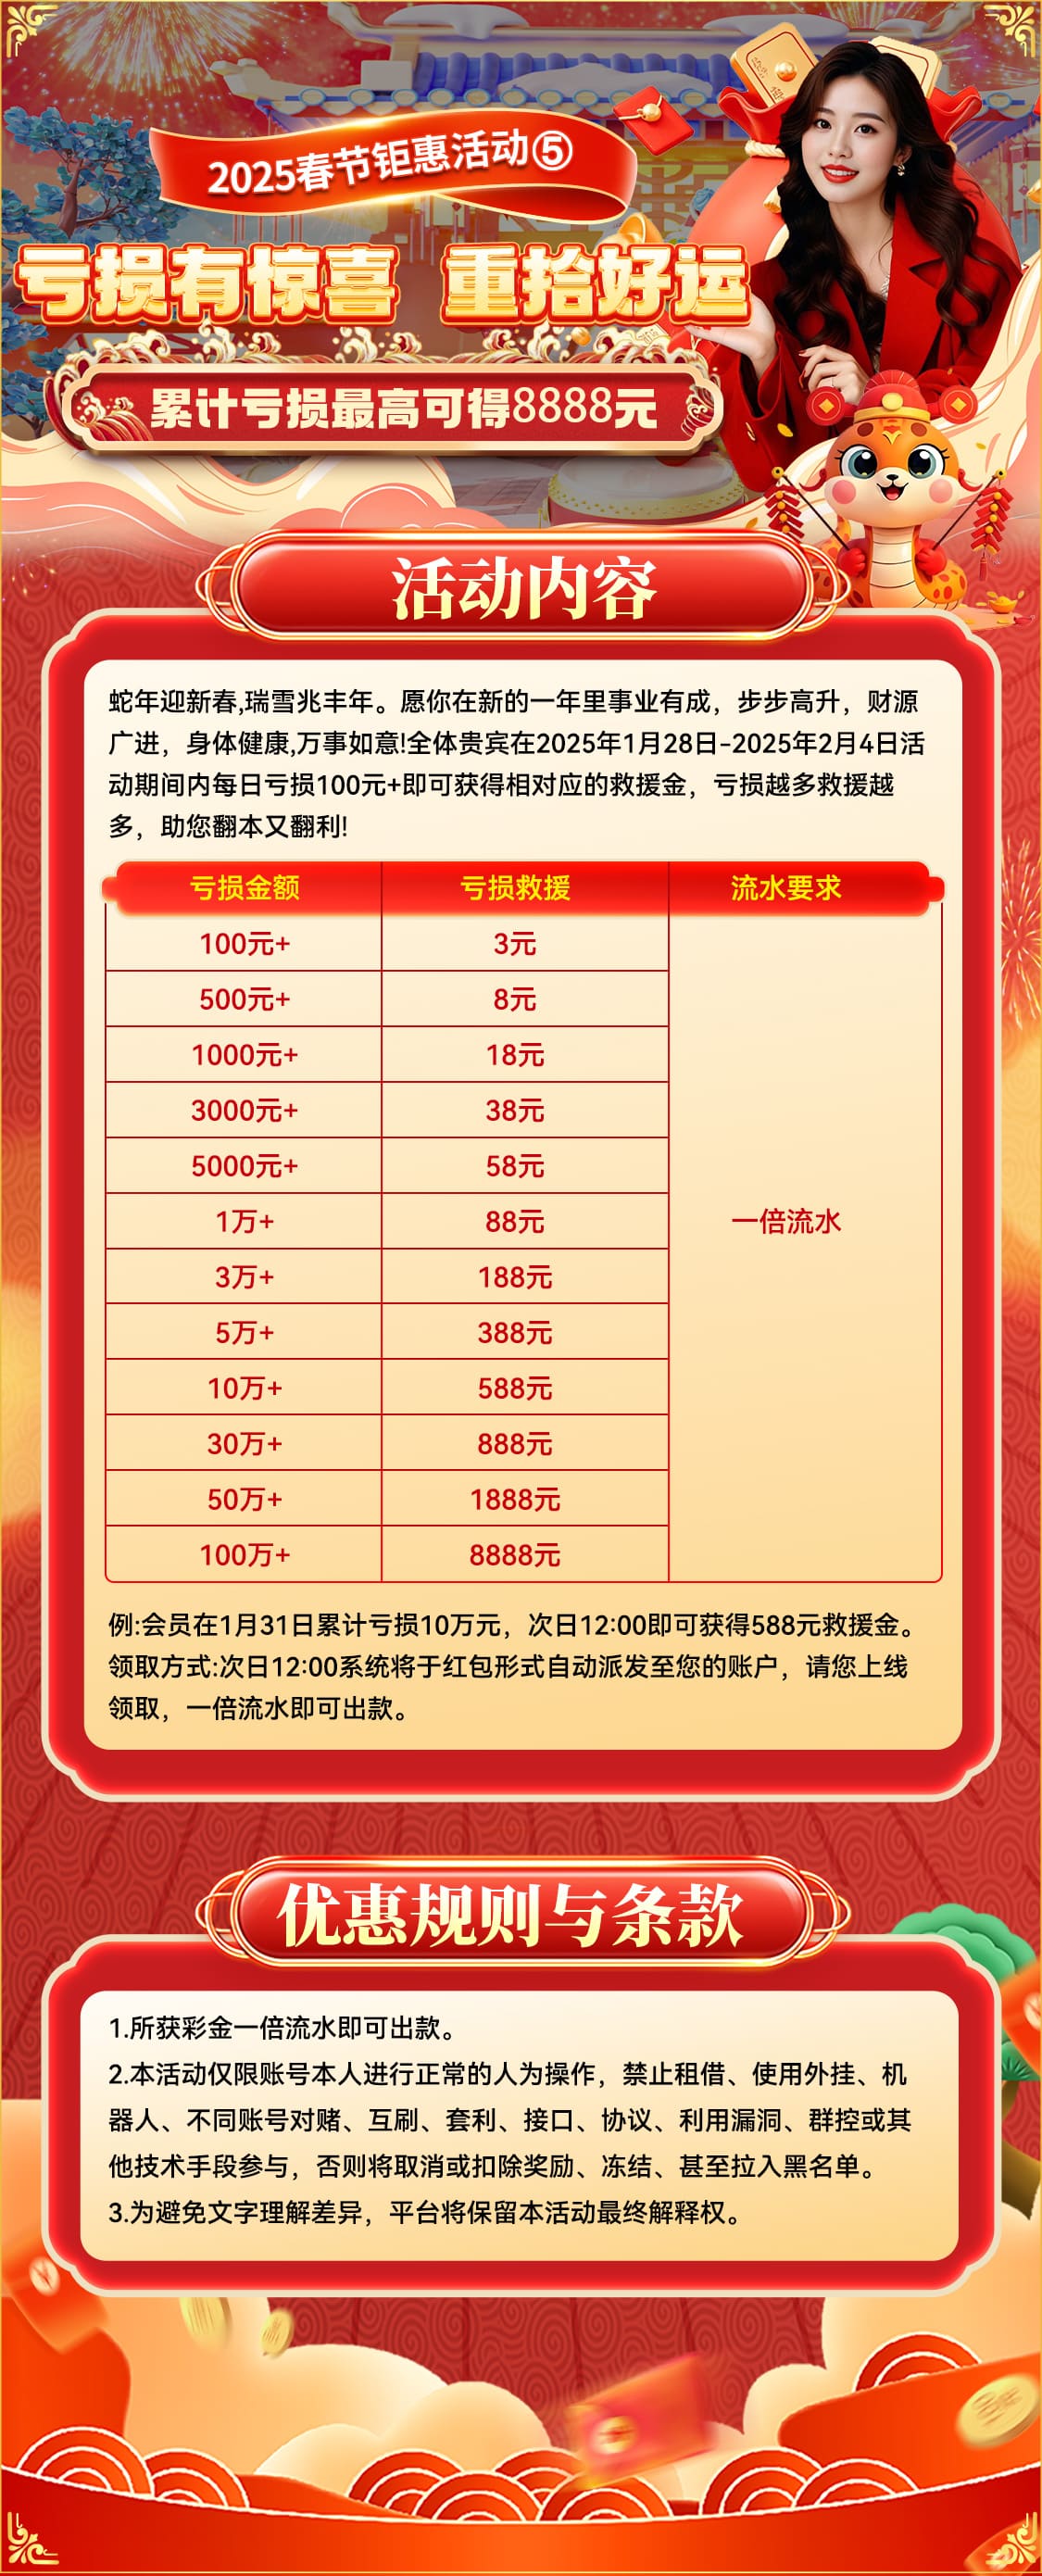 2025春节钜惠活动⑤
亏损有惊喜 重拾好运
累计亏损最高可得8888元
活动内容
蛇年迎新春,瑞雪兆丰年。愿你在新的一年里事业有成，步步高升，财源
广进，身体健康,万事如意!全体贵宾在2025年1月28日-2025年2月4日活
动期间内每日亏损100元+即可获得相对应的救援金，亏损越多救援越
多，助您翻本又翻利!
亏损金额 亏损救援 流水要求
100元+ 3元
500元+ 8元
1000元+ 18元
3000元+ 38元
5000元+ 58元
1万+ 88元 一倍流水
3万+ 188元
5万+ 388元
10万+ 588元
30万+ 888元
50万+ 1888元
100万+ 8888元
例:会员在1月31日累计亏损10万元，次日12:00即可获得588元救援金。
领取方式:次日12:00系统将于红包形式自动派发至您的账户，请您上线
领取，一倍流水即可出款。
优惠规则与条款
1.所获彩金一倍流水即可出款。
2.本活动仅限账号本人进行正常的人为操作，禁止租借、使用外挂、机
器人、不同账号对赌、互刷、套利、接口、协议、利用漏洞、群控或其
他技术手段参与，否则将取消或扣除奖励、冻结、甚至拉入黑名单。
3.为避免文字理解差异，平台将保留本活动最终解释权。